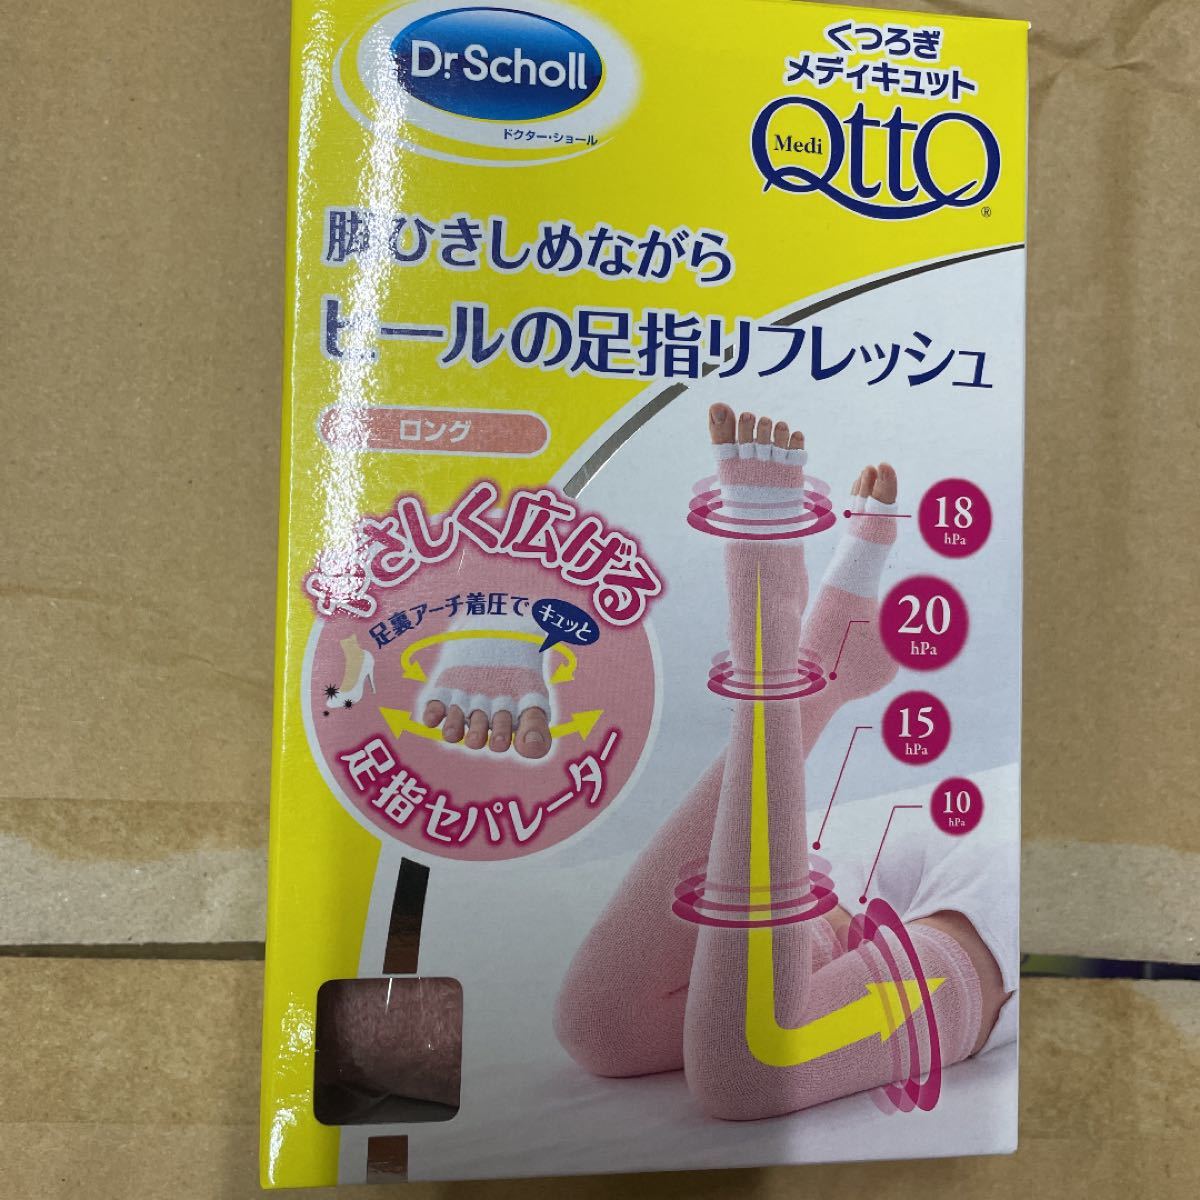 Dr. Scholl
ドクター・ショール
くつろぎ
メディキュット
Medi QttO®
脚ひきしめながら
ヒールの足指リフレッシュ
ロング
やさしく広げる
足裏アーチ着圧で
キュッと
足指セパレーター
18
hPa
20
hPa
15
hPa
10
hPa